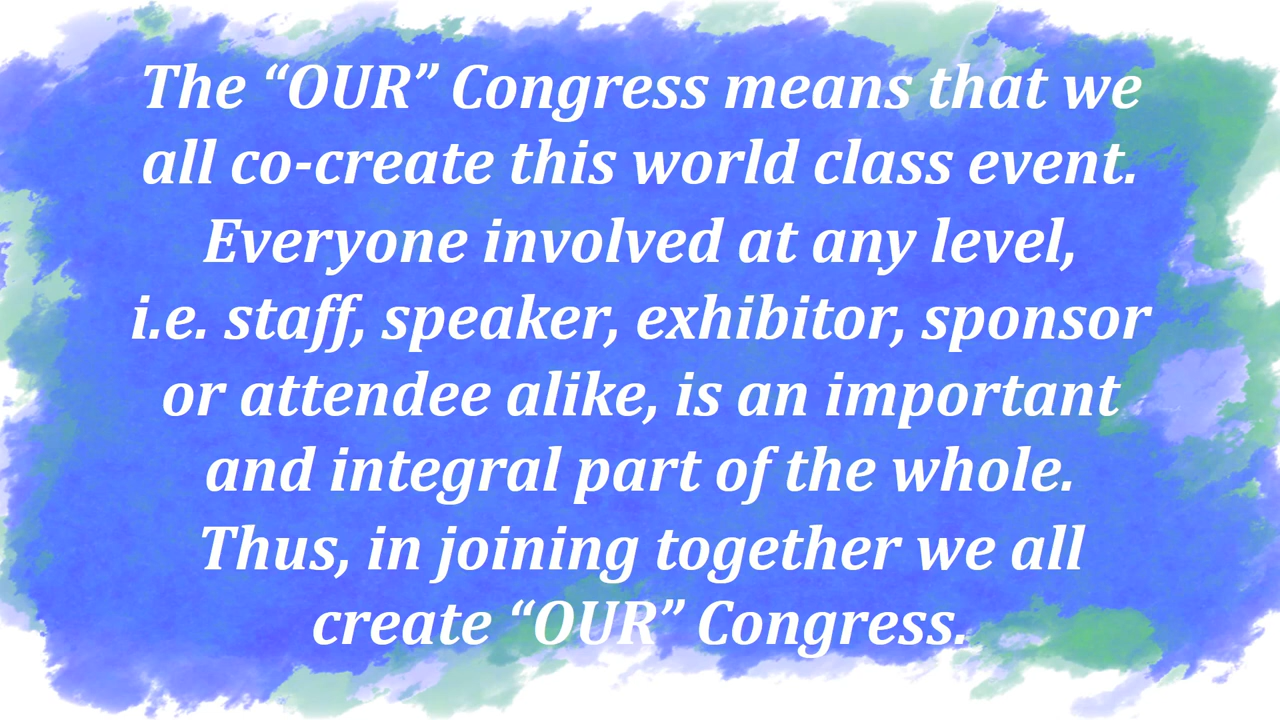 The “OUR” Congress means that we
all co-create this world class event.
Everyone involved at any level,
i.e. staff, speaker, exhibitor, sponsor
or attendee alike, is an important
and integral part of the whole.
Thus, in joining together we all
create “OUR” Congress.